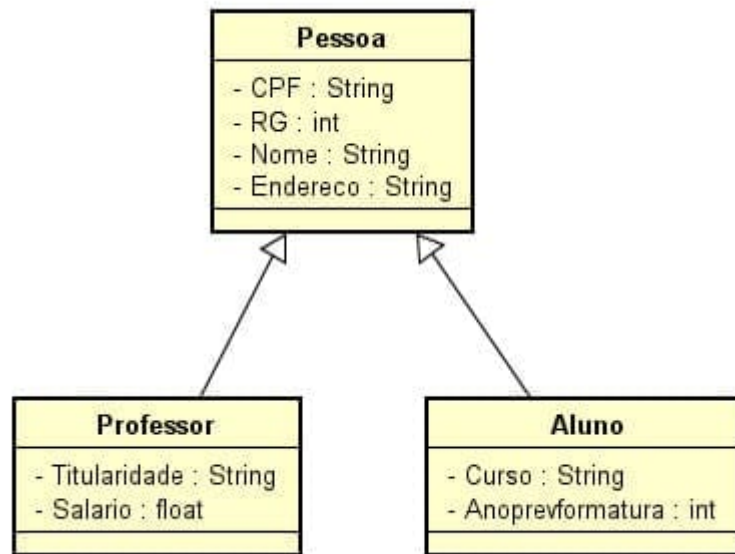 Pessoa
- CPF : String
- RG : int
- Nome : String
- Endereco : String
Professor
- Titularidade : String
- Salario : float
Aluno
- Curso : String
- Anoprevformatura : int